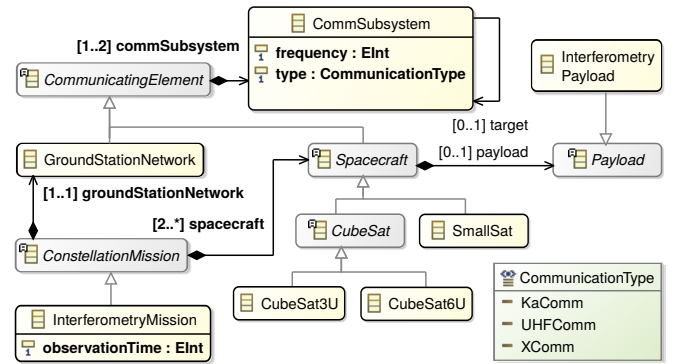 CommSubsystem
[1..2] commSubsystem
frequency : EInt
type : CommunicationType
Interferometry
Payload
CommunicatingElement
[0..1] target
GroundStationNetwork
Spacecraft
[0..1] payload
Payload
[1..1] groundStationNetwork
[2..*] spacecraft
CubeSat
SmallSat
ConstellationMission
CubeSat3U
CubeSat6U
CommunicationType
KaComm
UHFComm
XComm
InterferometryMission
observationTime : EInt